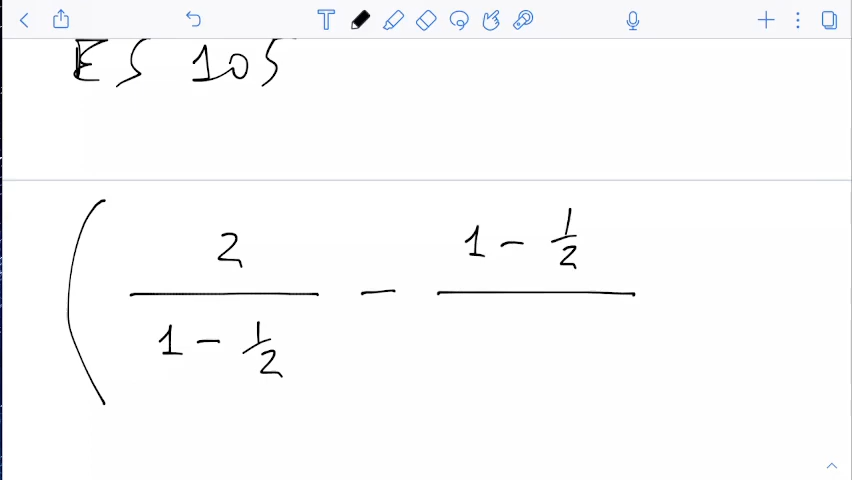 ES 105
( 2 / (1 - 1/2) - (1 - 1/2) /